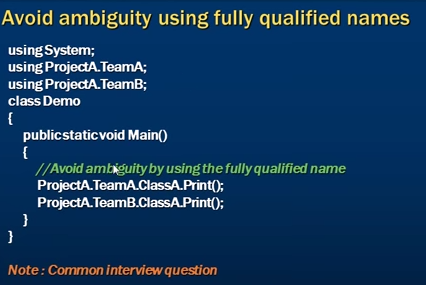 Avoid ambiguity using fully qualified names
using System;
using ProjectA.TeamA;
using ProjectA.TeamB;
class Demo
{
public static void Main()
{
//Avoid ambiguity by using the fully qualified name
ProjectA.TeamA.ClassA.Print();
ProjectA.TeamB.ClassA.Print();
}
}
Note : Common interview question